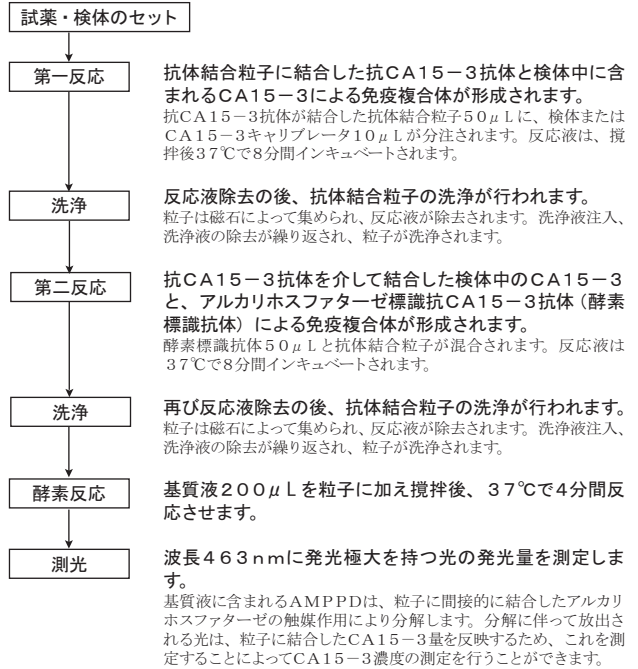 試薬・検体のセット
第一反応
抗体結合粒子に結合した抗CA15－3抗体と検体中に含
まれるCA15－3による免疫複合体が形成されます。
抗CA15－3抗体が結合した抗体結合粒子50μLに、検体または
CA15－3キャリブレータ10μLが分注されます。反応液は、撹
拌後37℃で8分間インキュベートされます。
洗浄
反応液除去の後、抗体結合粒子の洗浄が行われます。
粒子は磁石によって集められ、反応液が除去されます。洗浄液注入、
洗浄液の除去が繰り返され、粒子が洗浄されます。
第二反応
抗CA15－3抗体を介して結合した検体中のCA15－3
と、アルカリホスファターゼ標識抗CA15－3抗体（酵素
標識抗体）による免疫複合体が形成されます。
酵素標識抗体50μLと抗体結合粒子が混合されます。反応液は
37℃で8分間インキュベートされます。
洗浄
再び反応液除去の後、抗体結合粒子の洗浄が行われます。
粒子は磁石によって集められ、反応液が除去されます。洗浄液注入、
洗浄液の除去が繰り返され、粒子が洗浄されます。
酵素反応
基質液200μLを粒子に加え撹拌後、37℃で4分間反
応させます。
測光
波長463nmに発光極大を持つ光の発光量を測定しま
す。
基質液に含まれるAMPPDは、粒子に間接的に結合したアルカリ
ホスファターゼの触媒作用により分解します。分解に伴って放出さ
れる光は、粒子に結合したCA15－3量を反映するため、これを測
定することによってCA15－3濃度の測定を行うことができます。